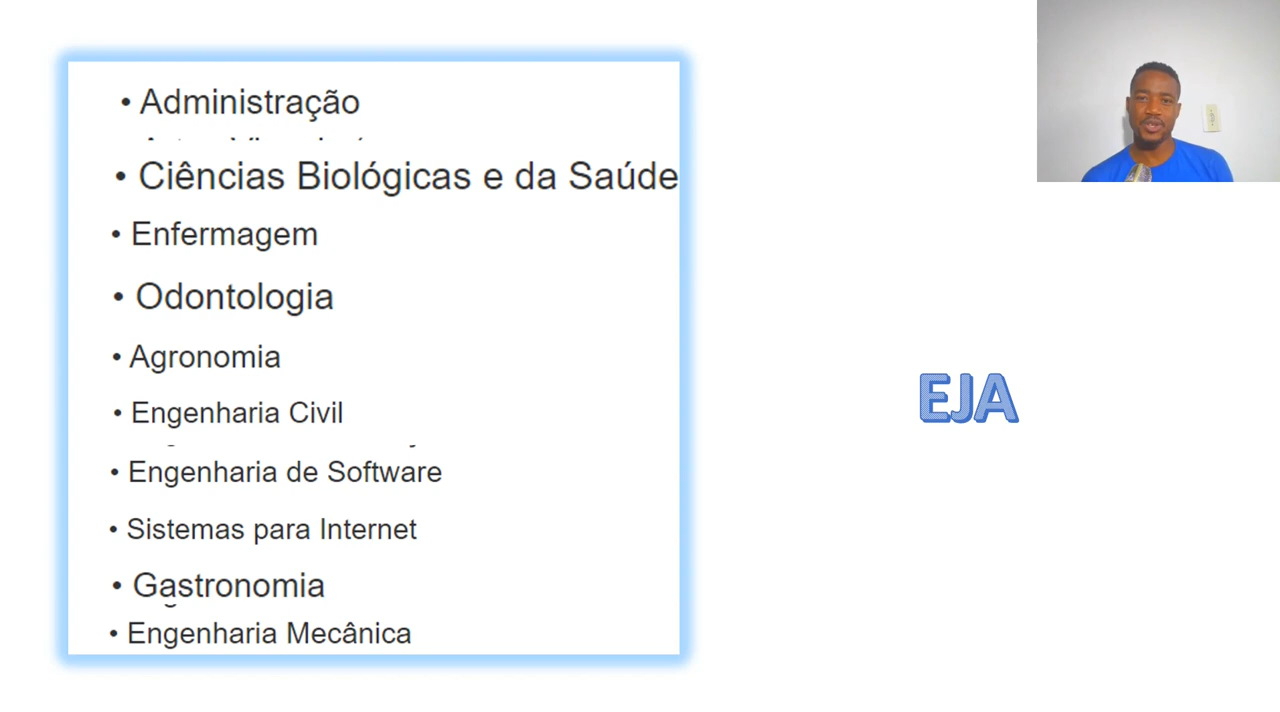 • Administração
• Ciências Biológicas e da Saúde
• Enfermagem
• Odontologia
• Agronomia
• Engenharia Civil
• Engenharia de Software
• Sistemas para Internet
• Gastronomia
• Engenharia Mecânica
EJA